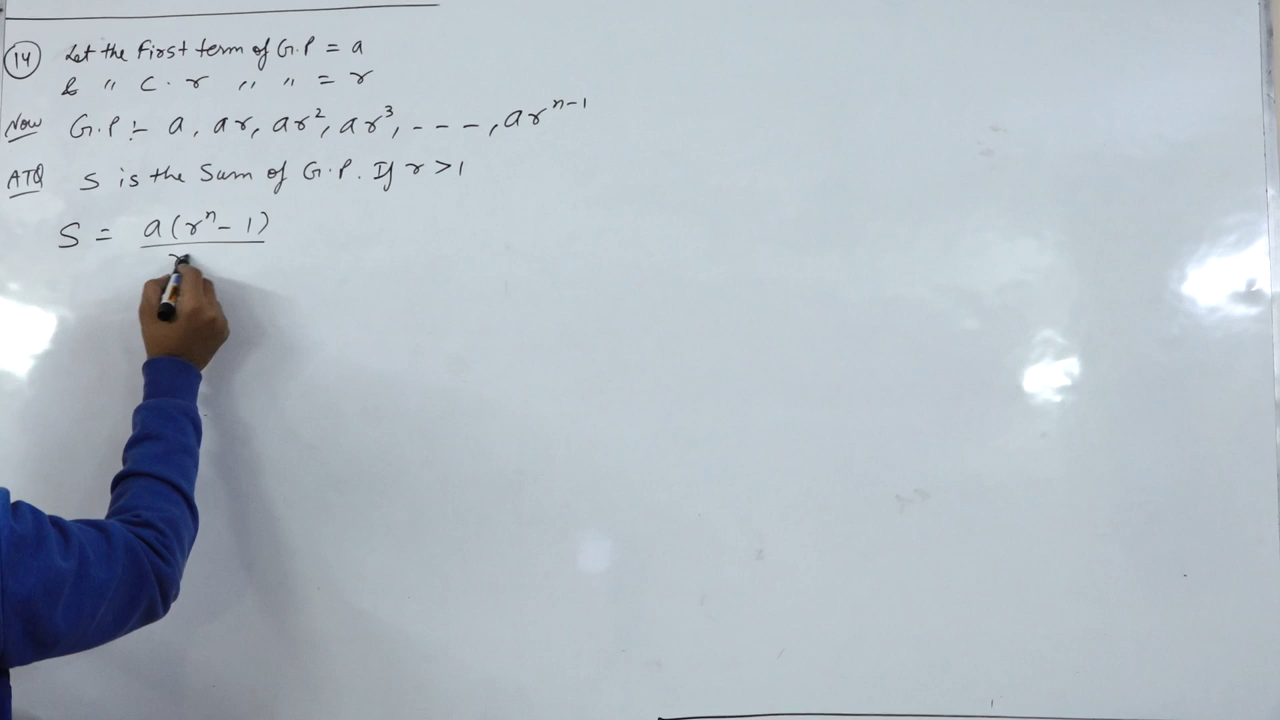 14 Let the First term of G.P = a
& " C. r " " = r
Now G.P :- a, ar, ar², ar³, - - - -, arⁿ⁻¹
ATQ S is the Sum of G.P. If r > 1
S = a(rⁿ - 1)
r